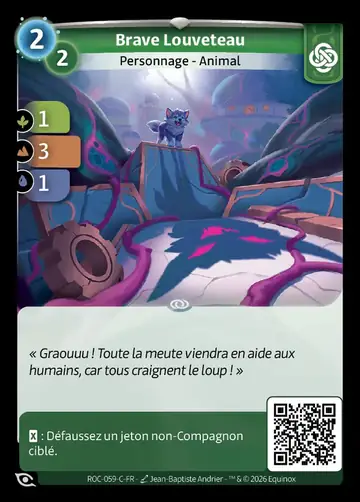 2
2
Brave Louveteau
Personnage - Animal
1
3
1
« Graouuu ! Toute la meute viendra en aide aux
humains, car tous craignent le loup ! »
X : Défaussez un jeton non-Compagnon
ciblé.
ROC-059-C-FR - Jean-Baptiste Andrier - ™ & © 2026 Equinox